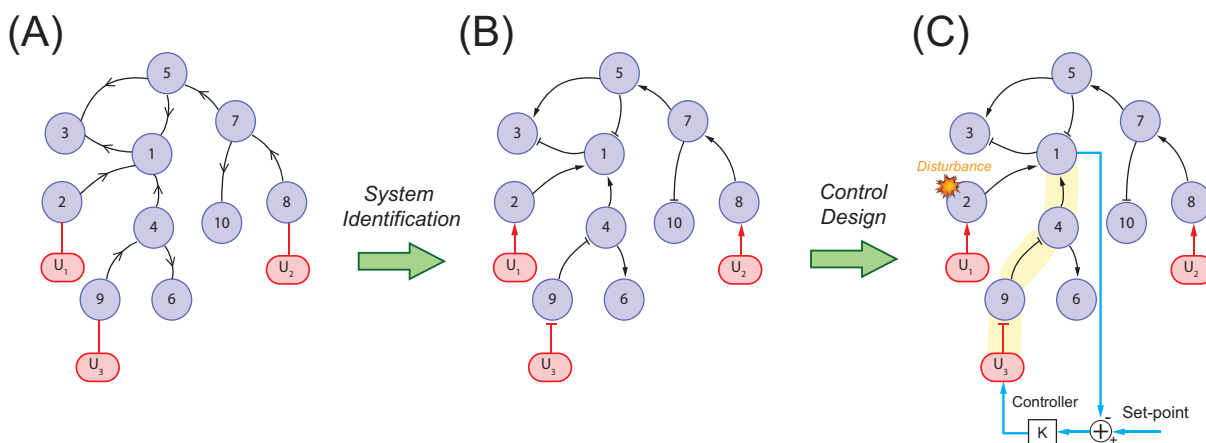 (A)
5
3
7
1
2
8
10
4
U1
U2
9
6
U3
System
Identification
(B)
5
3
7
1
2
8
10
4
U1
U2
9
6
U3
Control
Design
(C)
5
3
7
1
Disturbance
2
8
10
4
U1
U2
9
6
U3
Controller
-
Set-point
K
+
+